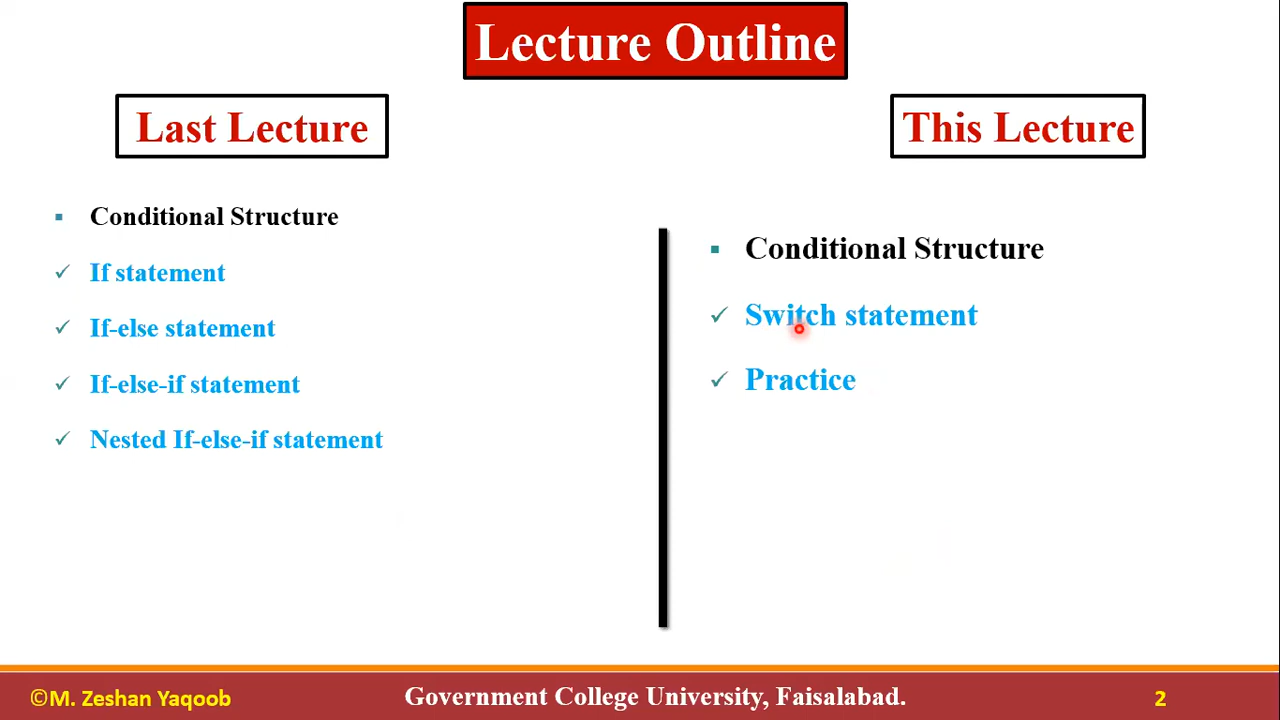 Lecture Outline
Last Lecture
Conditional Structure
If statement
If-else statement
If-else-if statement
Nested If-else-if statement
This Lecture
Conditional Structure
Switch statement
Practice
©M. Zeshan Yaqoob
Government College University, Faisalabad.
2